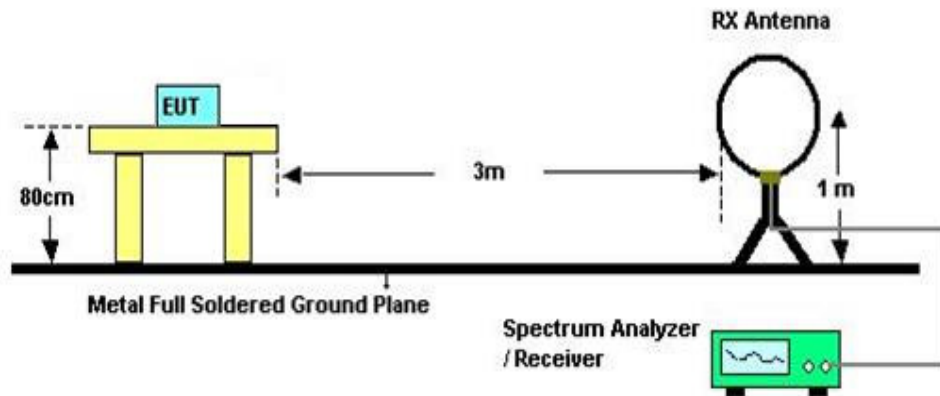 RX Antenna
EUT
80cm
3m
1 m
Metal Full Soldered Ground Plane
Spectrum Analyzer
/ Receiver